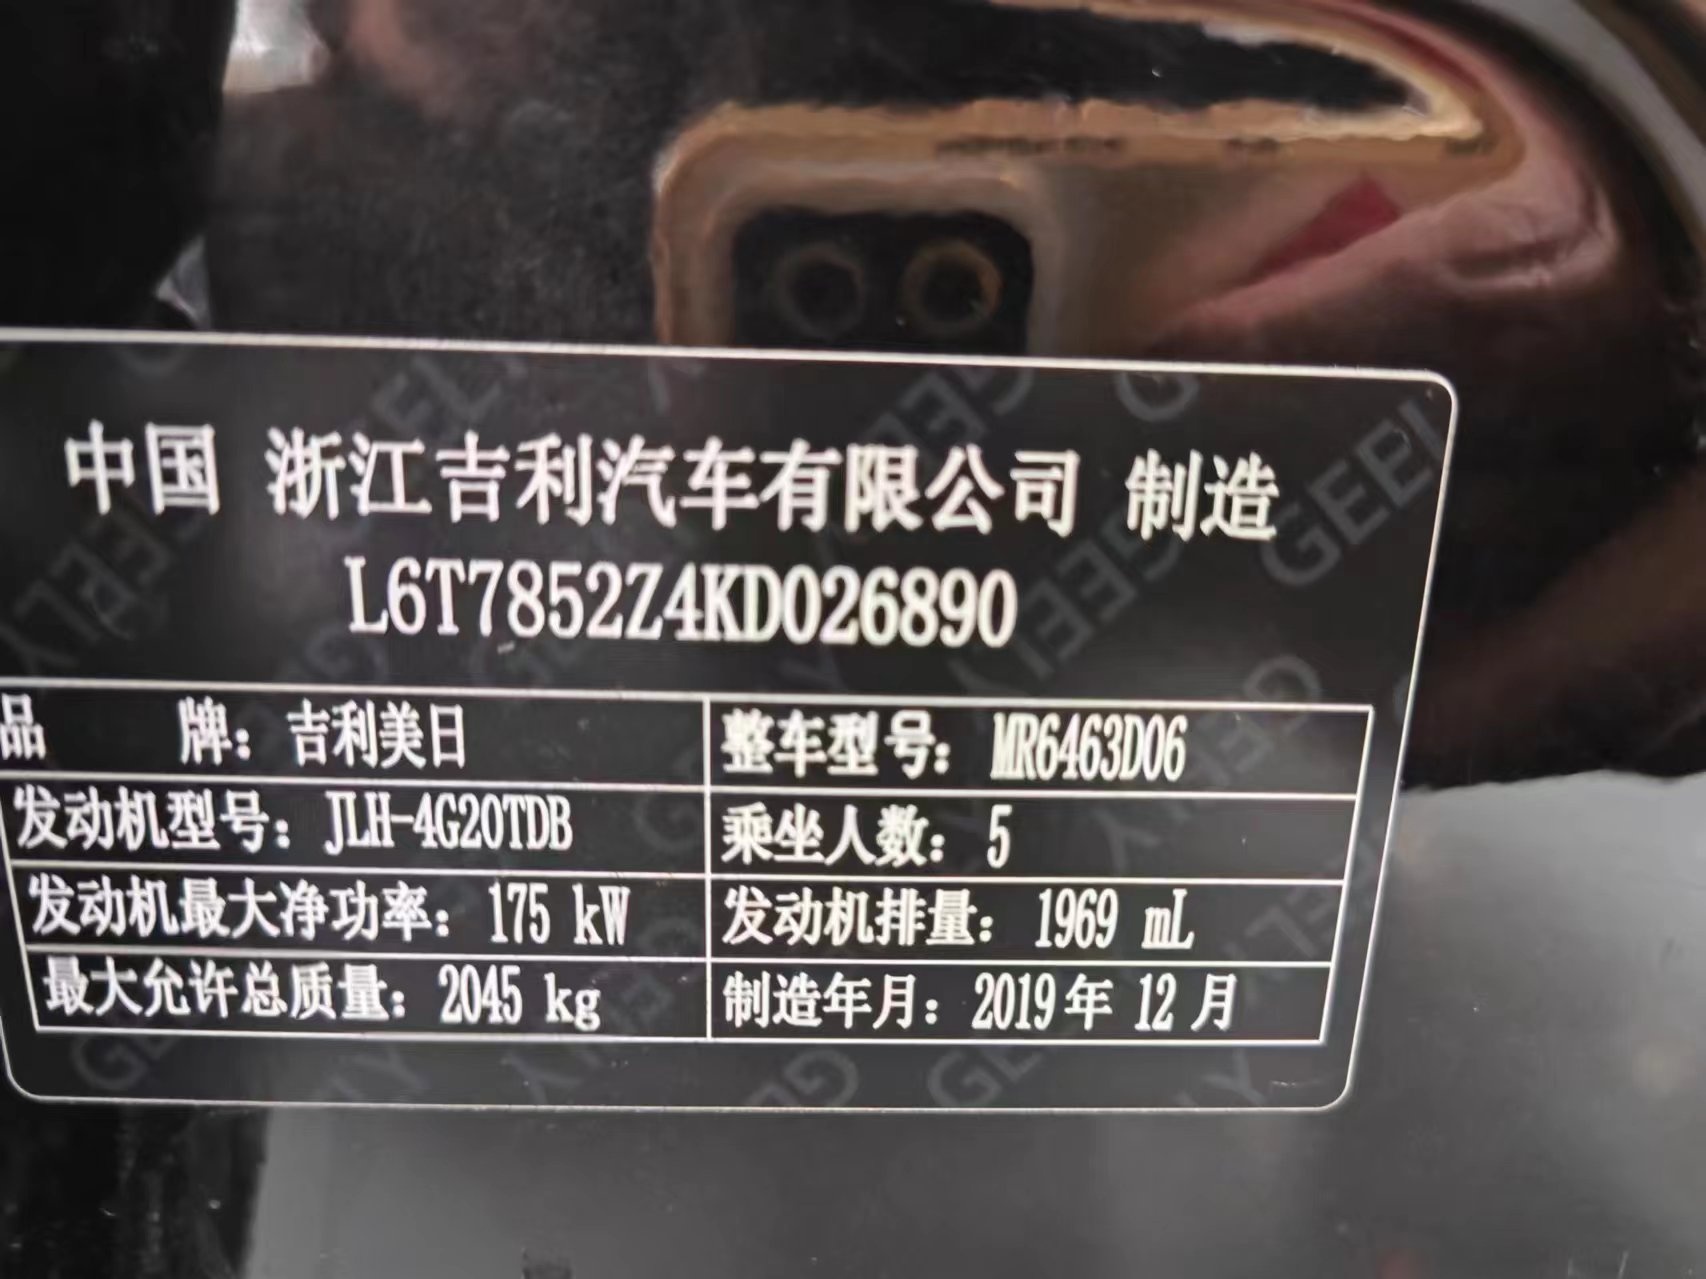 中国 浙江吉利汽车有限公司 制造
L6T7852Z4KD026890
品 牌：吉利美日 整车型号：MR6463D06
发动机型号：JLH-4G20TDB 乘坐人数：5
发动机最大净功率：175 kW 发动机排量：1969 mL
最大允许总质量：2045 kg 制造年月：2019年 12 月
GEELY